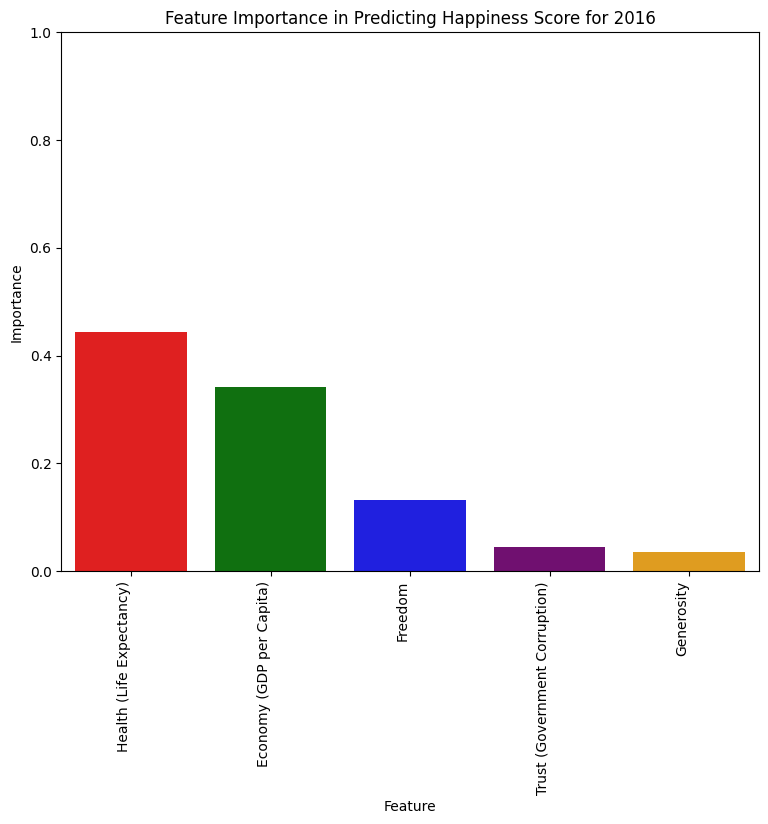 Feature Importance in Predicting Happiness Score for 2016
1.0
0.8
0.6
0.4
0.2
0.0
Importance
Health (Life Expectancy)
Economy (GDP per Capita)
Freedom
Trust (Government Corruption)
Generosity
Feature